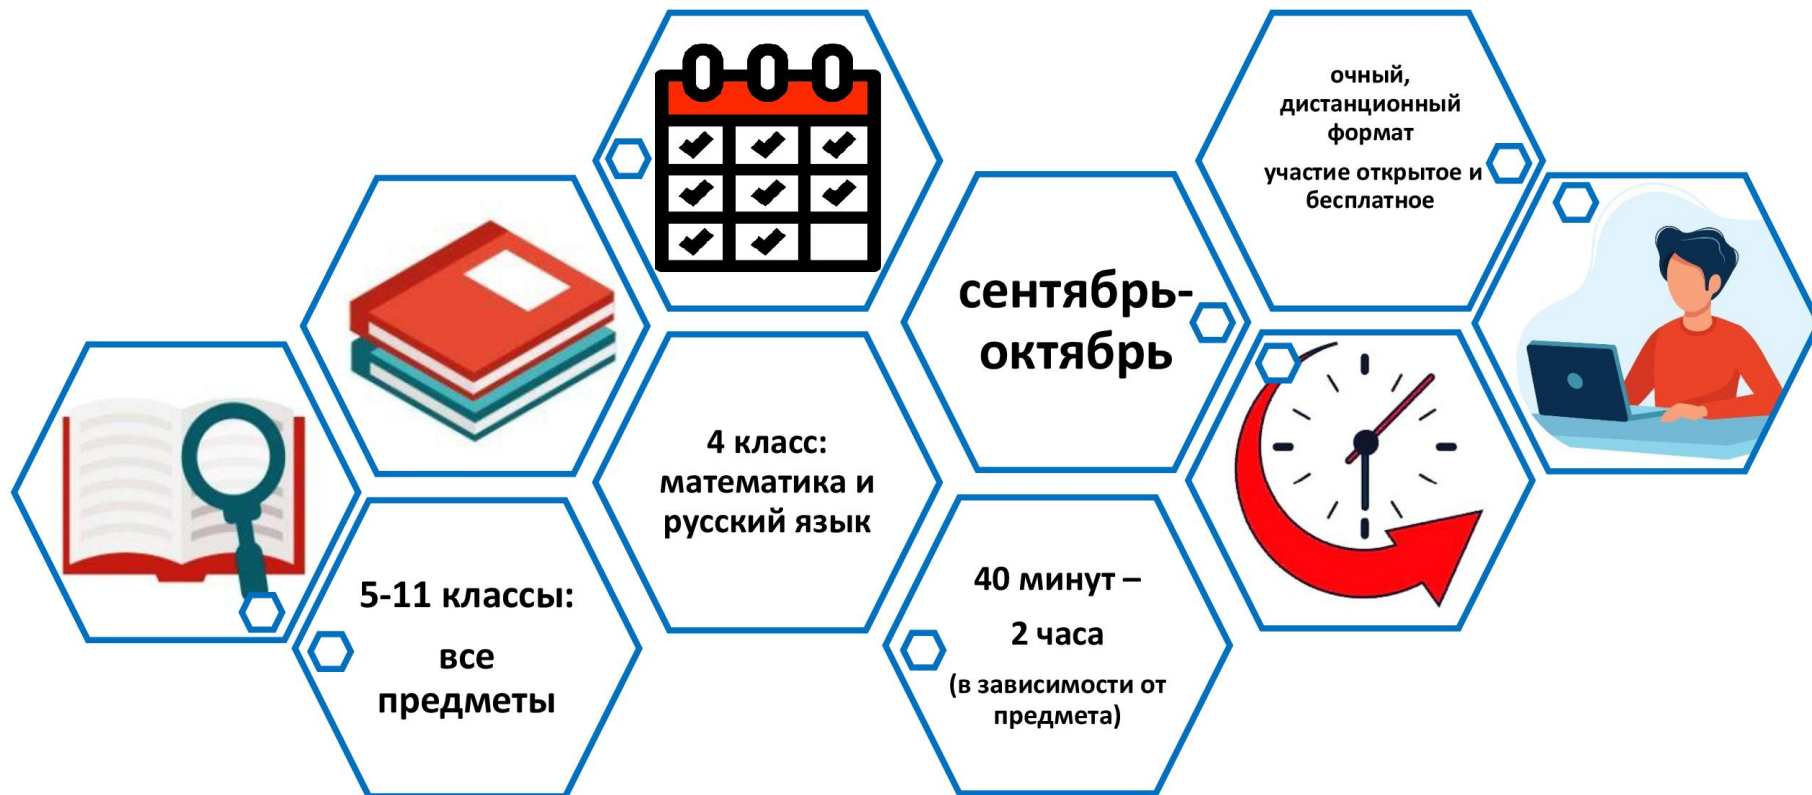 5-11 классы:
все
предметы
4 класс:
математика и
русский язык
сентябрь-
октябрь
40 минут –
2 часа
(в зависимости от
предмета)
очный,
дистанционный
формат
участие открытое и
бесплатное